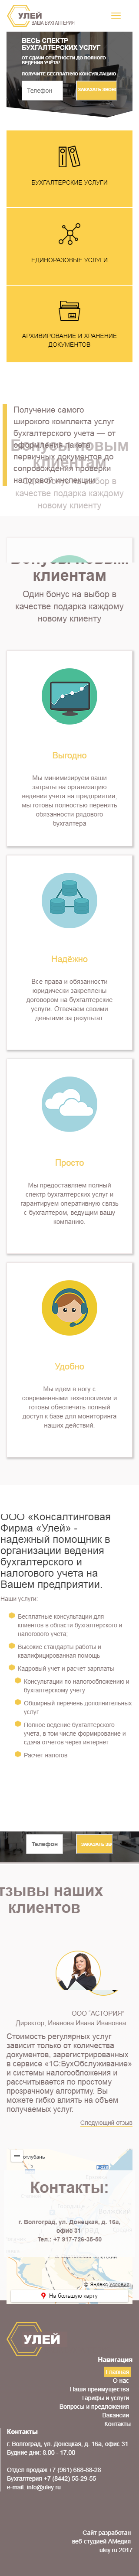 УЛЕЙ
ВАША БУХГАЛТЕРИЯ
ВЕСЬ СПЕКТР
БУХГАЛТЕРСКИХ УСЛУГ
ОТ СДАЧИ ОТЧЕТНОСТИ ДО ПОЛНОГО
ВЕДЕНИЯ УЧЁТА!
ПОЛУЧИТЕ БЕСПЛАТНУЮ КОНСУЛЬТАЦИЮ
Телефон
БУХГАЛТЕРСКИЕ УСЛУГИ
ЕДИНОРАЗОВЫЕ УСЛУГИ
АРХИВИРОВАНИЕ И ХРАНЕНИЕ
ДОКУМЕНТОВ
Получение самого
широкого комплекта услуг
бухгалтерского учета — от
оформления пакета
первичных документов до
сопровождения проверки
налоговой инспекции
Бонусы новым
клиентам
Один бонус на выбор в
качестве подарка каждому
новому клиенту
Бонусы новым
клиентам
Один бонус на выбор в
качестве подарка каждому
новому клиенту
Выгодно
Мы минимизируем ваши
затраты на организацию
ведения учета на предприятии,
мы готовы полностью перенять
обязанности рядового
бухгалтера
Надёжно
Все права и обязанности
юридически закреплены
договором на бухгалтерские
услуги. Отвечаем своими
деньгами за результат.
Просто
Мы предоставляем полный
спектр бухгалтерских услуг и
гарантируем оперативную связь
с бухгалтером, ведущим вашу
компанию.
Удобно
Мы идем в ногу с
современными технологиями и
готовы обеспечить полный
доступ к базе для мониторинга
наших действий.
ООО «Консалтинговая
Фирма «Улей» -
надежный помощник в
организации ведения
бухгалтерского и
налогового учета на
Вашем предприятии.
Наши услуги:
Бесплатные консультации для
клиентов в области бухгалтерского и
налогового учета;
Высокие стандарты работы и
квалифицированная помощь
Кадровый учет и расчет зарплаты
Консультации по налогообложению и
бухгалтерскому учету
Обширный перечень дополнительных
услуг
Полное ведение бухгалтерского
учета, в том числе формирование и
сдача отчетов через интернет
Расчет налогов
Телефон
тзывы наших
клиентов
ООО "АСТОРИЯ"
Директор, Иванова Ивана Ивановна
Стоимость регулярных услуг
зависит только от количества
документов, зарегистрированных
в сервисе «1С:БухОбслуживание»
и системы налогообложения и
рассчитывается по простому
прозрачному алгоритму. Вы
можете гибко влиять на объем
получаемых услуг.
Следующий отзыв
Контакты:
г. Волгоград, ул. Донецкая, д. 16а,
офис 31
Тел.: +7 917-726-28-50
© Яндекс Условия
На большую карту
УЛЕЙ
Навигация
Главная
О нас
Наши преимущества
Тарифы и услуги
Вопросы и предложения
Вакансии
Контакты
Контакты
г. Волгоград, ул. Донецкая, д. 16а, офис 31
Будние дни: 8.00 - 17.00
Отдел продаж +7 (961) 668-88-28
Бухгалтерия +7 (8442) 55-29-55
e-mail: info@uley.ru
Сайт разработан
веб-студией АМедия
uley.ru 2017